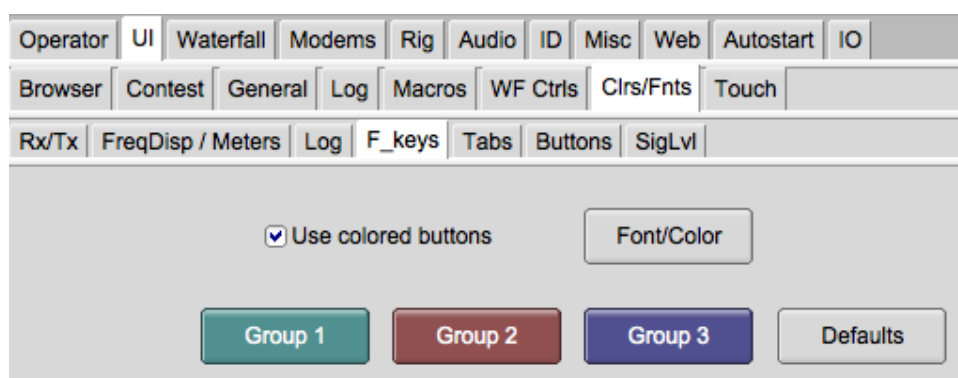 Operator UI Waterfall Modems Rig Audio ID Misc Web Autostart IO
Browser Contest General Log Macros WF Ctrls Clrs/Fnts Touch
Rx/Tx FreqDisp / Meters Log F_keys Tabs Buttons SigLvl
Use colored buttons Font/Color
Group 1 Group 2 Group 3 Defaults